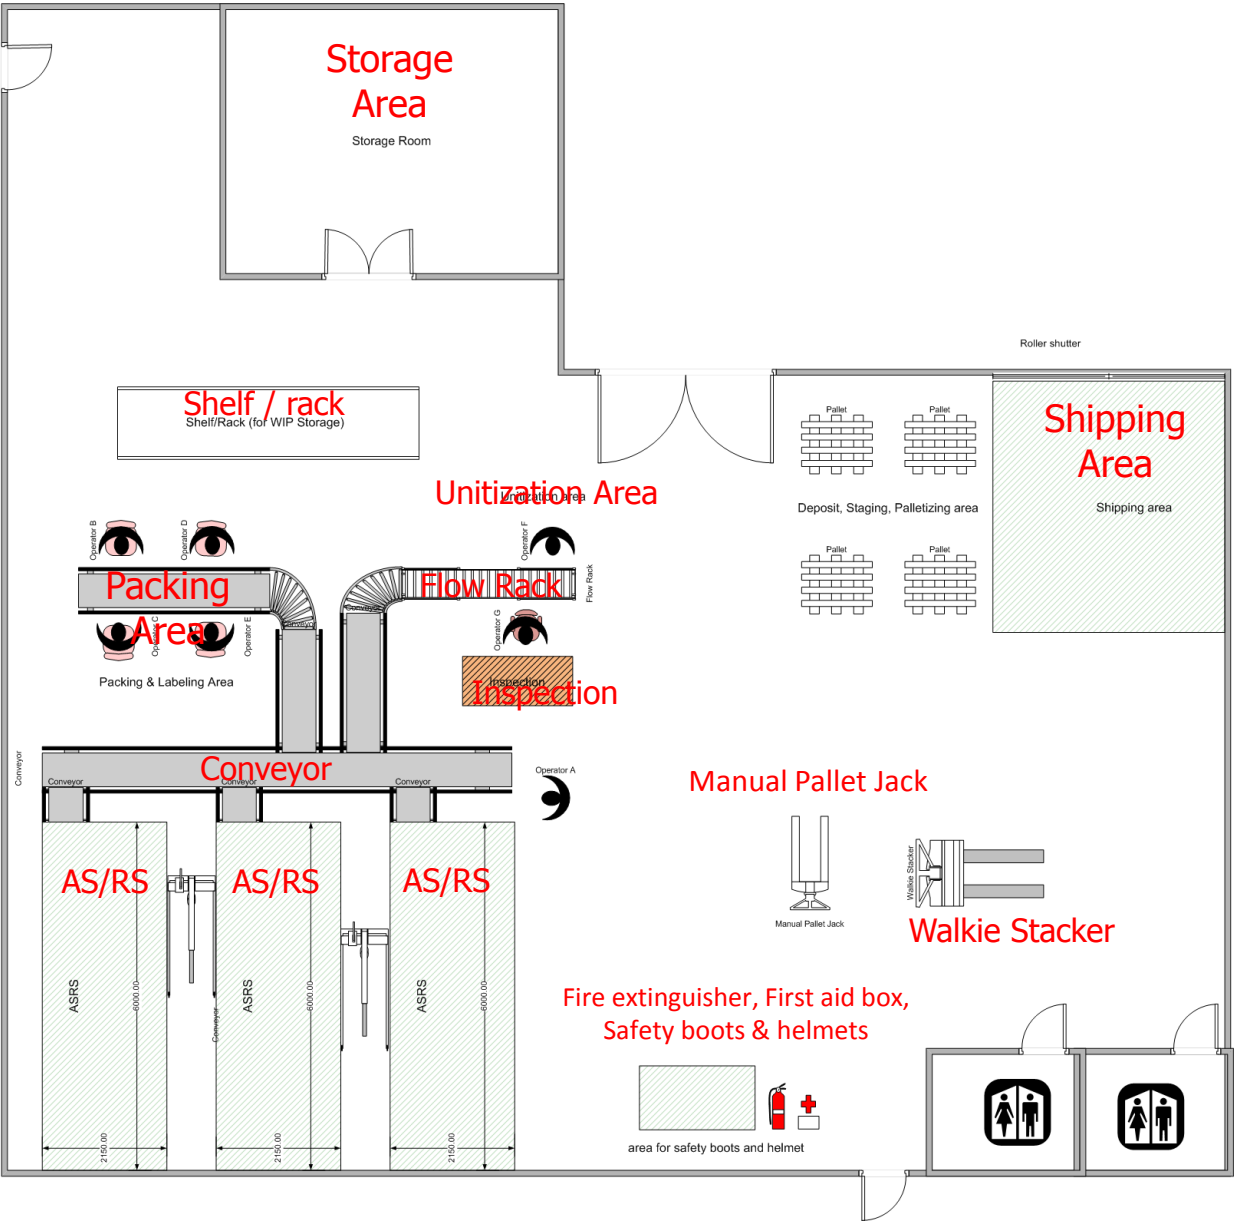 Storage
Area
Storage Room
Roller shutter
Shelf / rack
Shelf/Rack (for WIP Storage)
Pallet
Pallet
Shipping
Area
Unitization Area
Unitization area
Deposit, Staging, Palletizing area
Shipping area
Operator B
Operator D
Operator F
Pallet
Pallet
Packing
Area
Flow Rack
Flow Rack
Conveyor
Conveyor
Operator C
Operator E
Operator G
Packing & Labeling Area
Inspection
Inspection
Conveyor
Conveyor
Operator A
Conveyor
Conveyor
Conveyor
Manual Pallet Jack
AS/RS
AS/RS
AS/RS
Walkie Stacker
Manual Pallet Jack
Walkie Stacker
ASRS
6000.00
Conveyor
ASRS
6000.00
ASRS
6000.00
Fire extinguisher, First aid box,
Safety boots & helmets
2150.00
2150.00
2150.00
area for safety boots and helmet